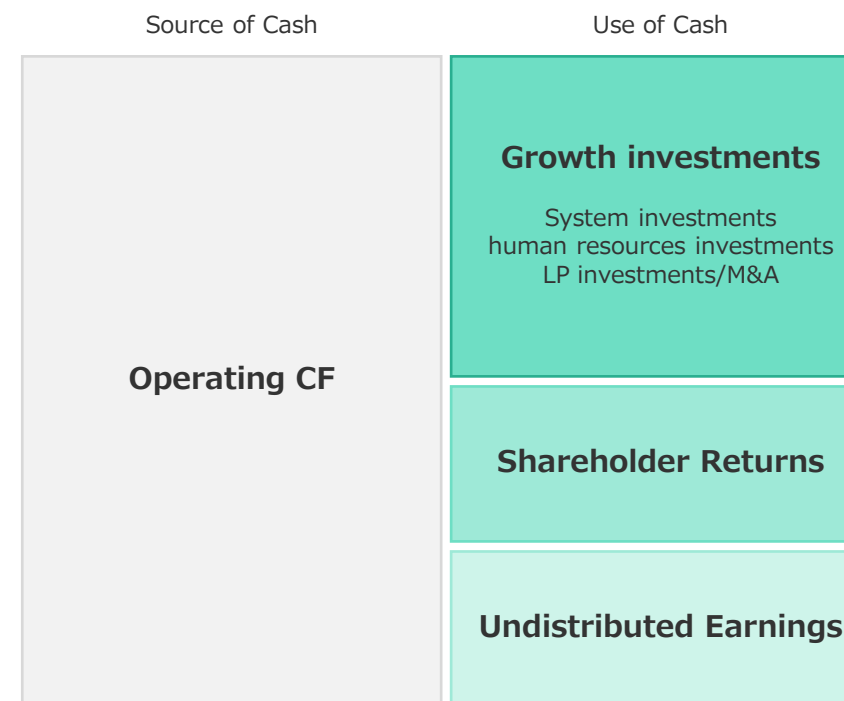 Source of Cash
Use of Cash
Operating CF
Growth investments
System investments
human resources investments
LP investments/M&A
Shareholder Returns
Undistributed Earnings